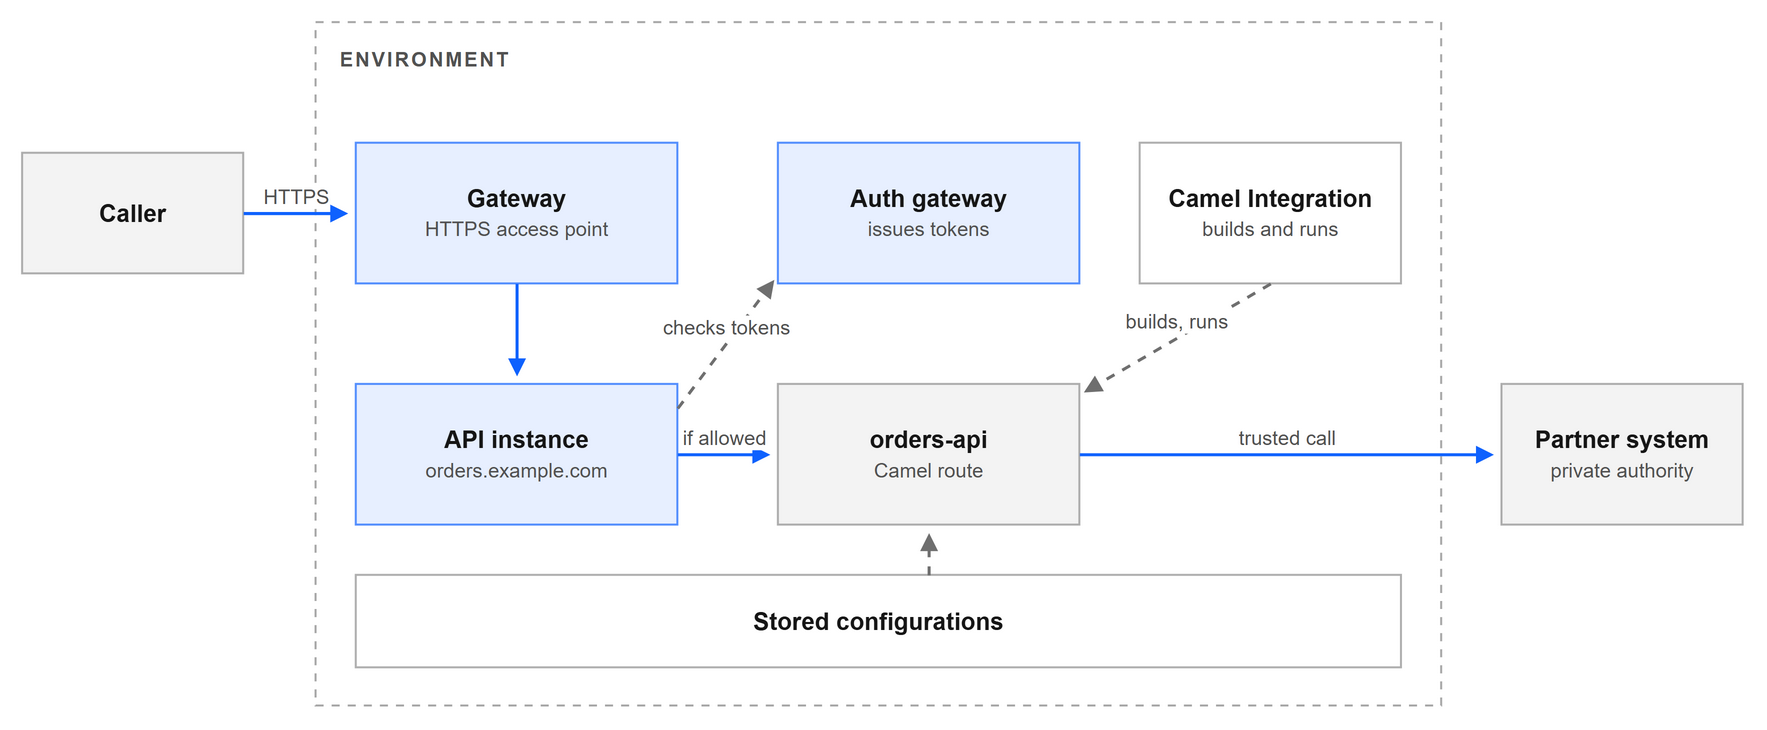 ENVIRONMENT
Caller
HTTPS
Gateway
HTTPS access point
Auth gateway
issues tokens
Camel Integration
builds and runs
checks tokens
builds, runs
API instance
orders.example.com
if allowed
orders-api
Camel route
trusted call
Partner system
private authority
Stored configurations